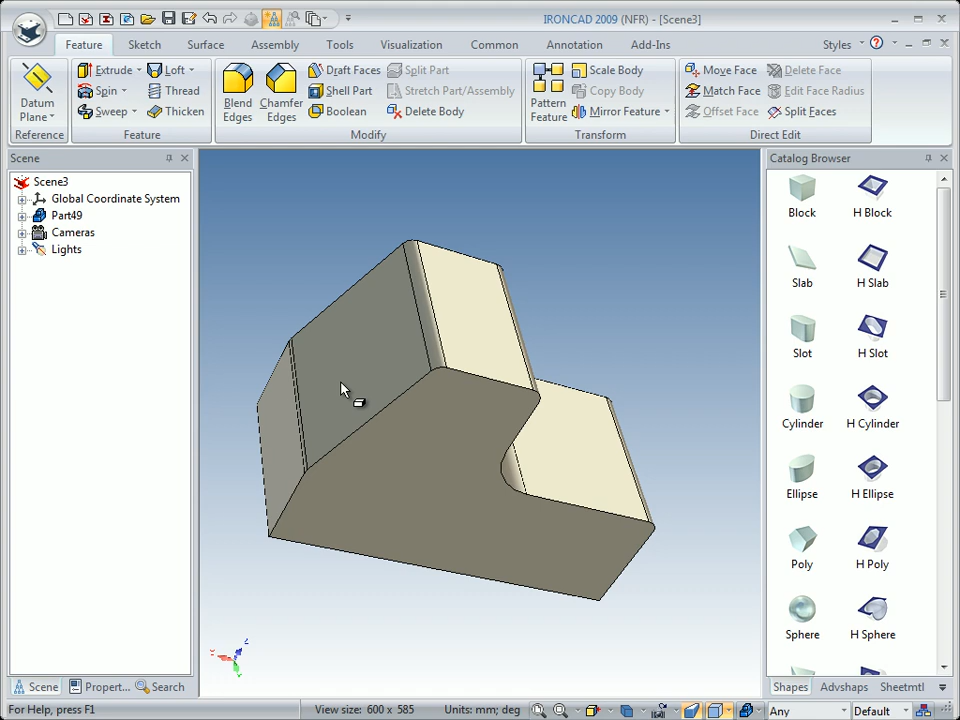 IRONCAD 2009 (NFR) - [Scene3]
Feature Sketch Surface Assembly Tools Visualization Common Annotation Add-Ins Styles
Extrude Loft Draft Faces Split Part Scale Body Move Face Delete Face
Spin Thread Shell Part Stretch Part/Assembly Copy Body Match Face Edit Face Radius
Datum Plane Sweep Thicken Blend Edges Chamfer Edges Boolean Delete Body Pattern Feature Mirror Feature Offset Face Split Faces
Reference Feature Modify Transform Direct Edit
Scene Catalog Browser
Scene3
Global Coordinate System
Part49
Cameras
Lights
Block H Block
Slab H Slab
Slot H Slot
Cylinder H Cylinder
Ellipse H Ellipse
Poly H Poly
Sphere H Sphere
Scene Propert... Search Shapes Advshaps Sheetmtl
For Help, press F1 View size: 600 x 585 Units: mm; deg Any Default